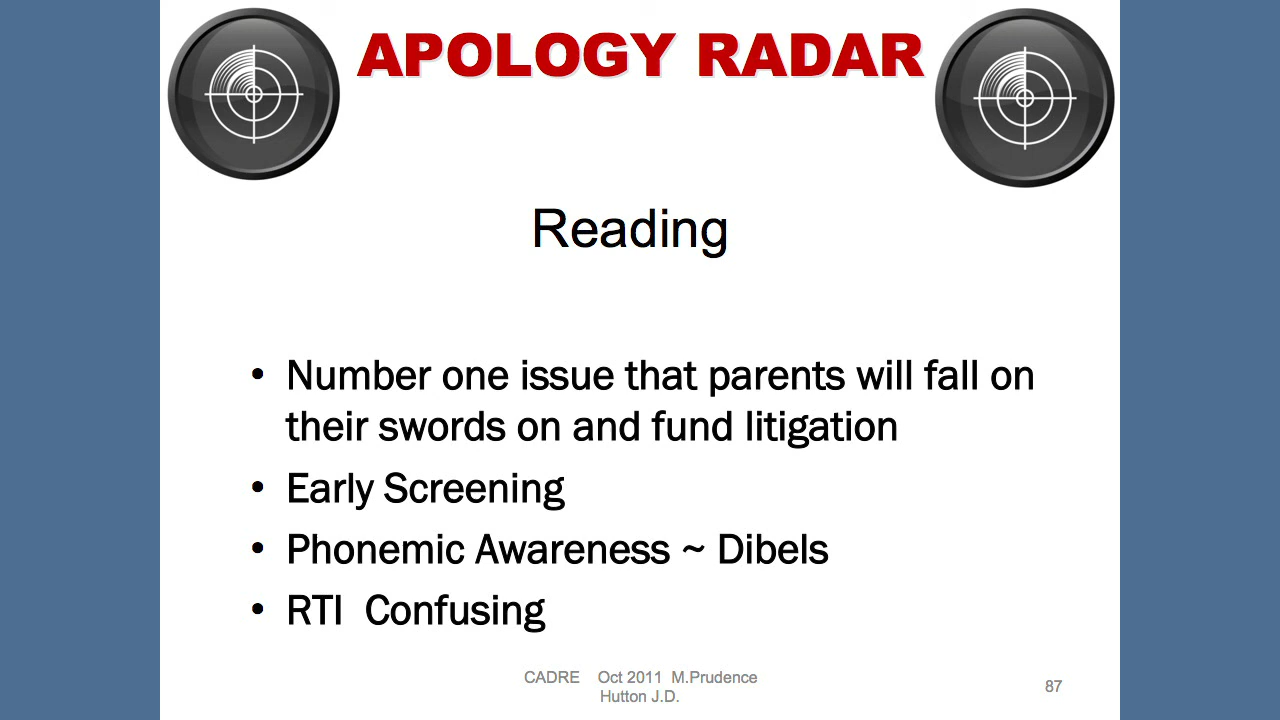 APOLOGY RADAR
Reading
• Number one issue that parents will fall on
their swords on and fund litigation
• Early Screening
• Phonemic Awareness ~ Dibels
• RTI  Confusing
CADRE    Oct 2011  M.Prudence
Hutton J.D.
87